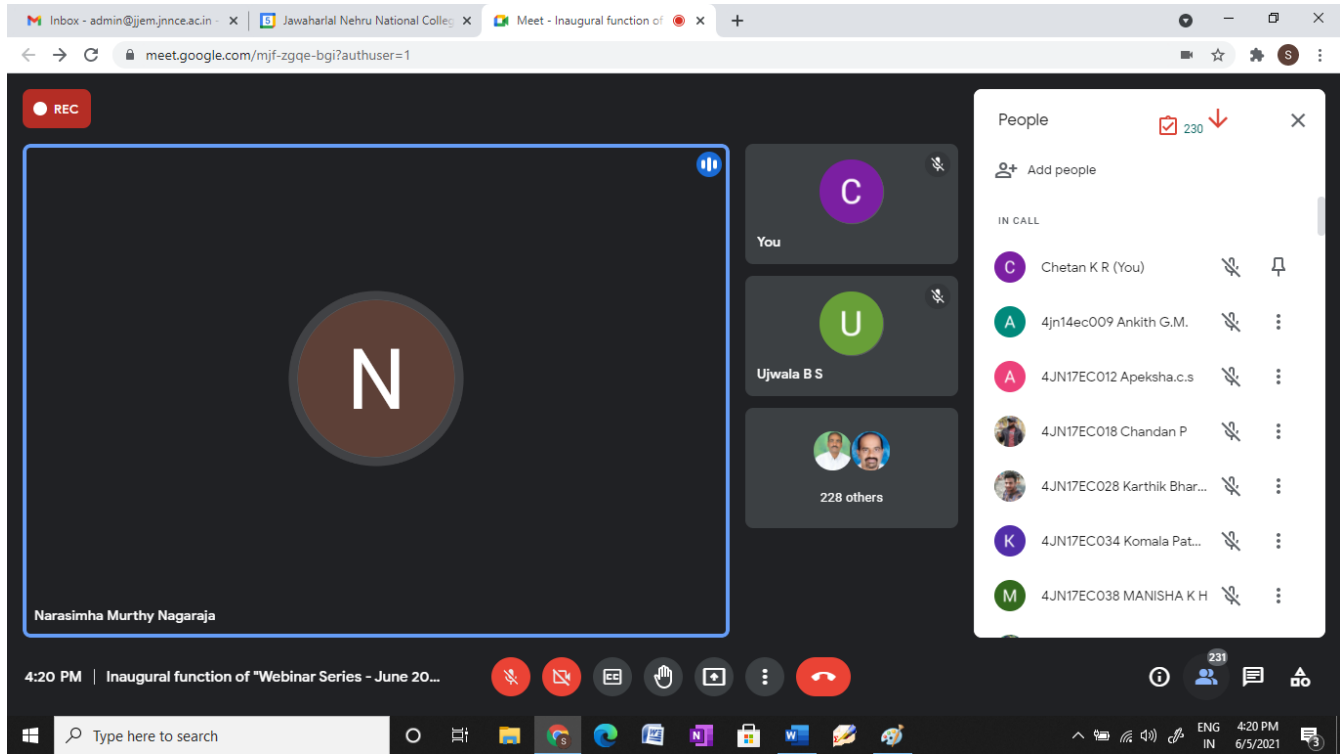 Inbox - admin@jjem.jnnce.ac.in -
5
Jawaharlal Nehru National Colleg
Meet - Inaugural function of
meet.google.com/mjf-zgqe-bgi?authuser=1
S
REC
N
Narasimha Murthy Nagaraja
C
You
U
Ujwala B S
228 others
People
230
Add people
IN CALL
C
Chetan K R (You)
A
4jn14ec009 Ankith G.M.
A
4JN17EC012 Apeksha.c.s
4JN17EC018 Chandan P
4JN17EC028 Karthik Bhar...
K
4JN17EC034 Komala Pat...
M
4JN17EC038 MANISHA K H
4:20 PM | Inaugural function of "Webinar Series - June 20...
CC
231
Type here to search
S
W
N
W
ENG
IN
4:20 PM
6/5/2021
3